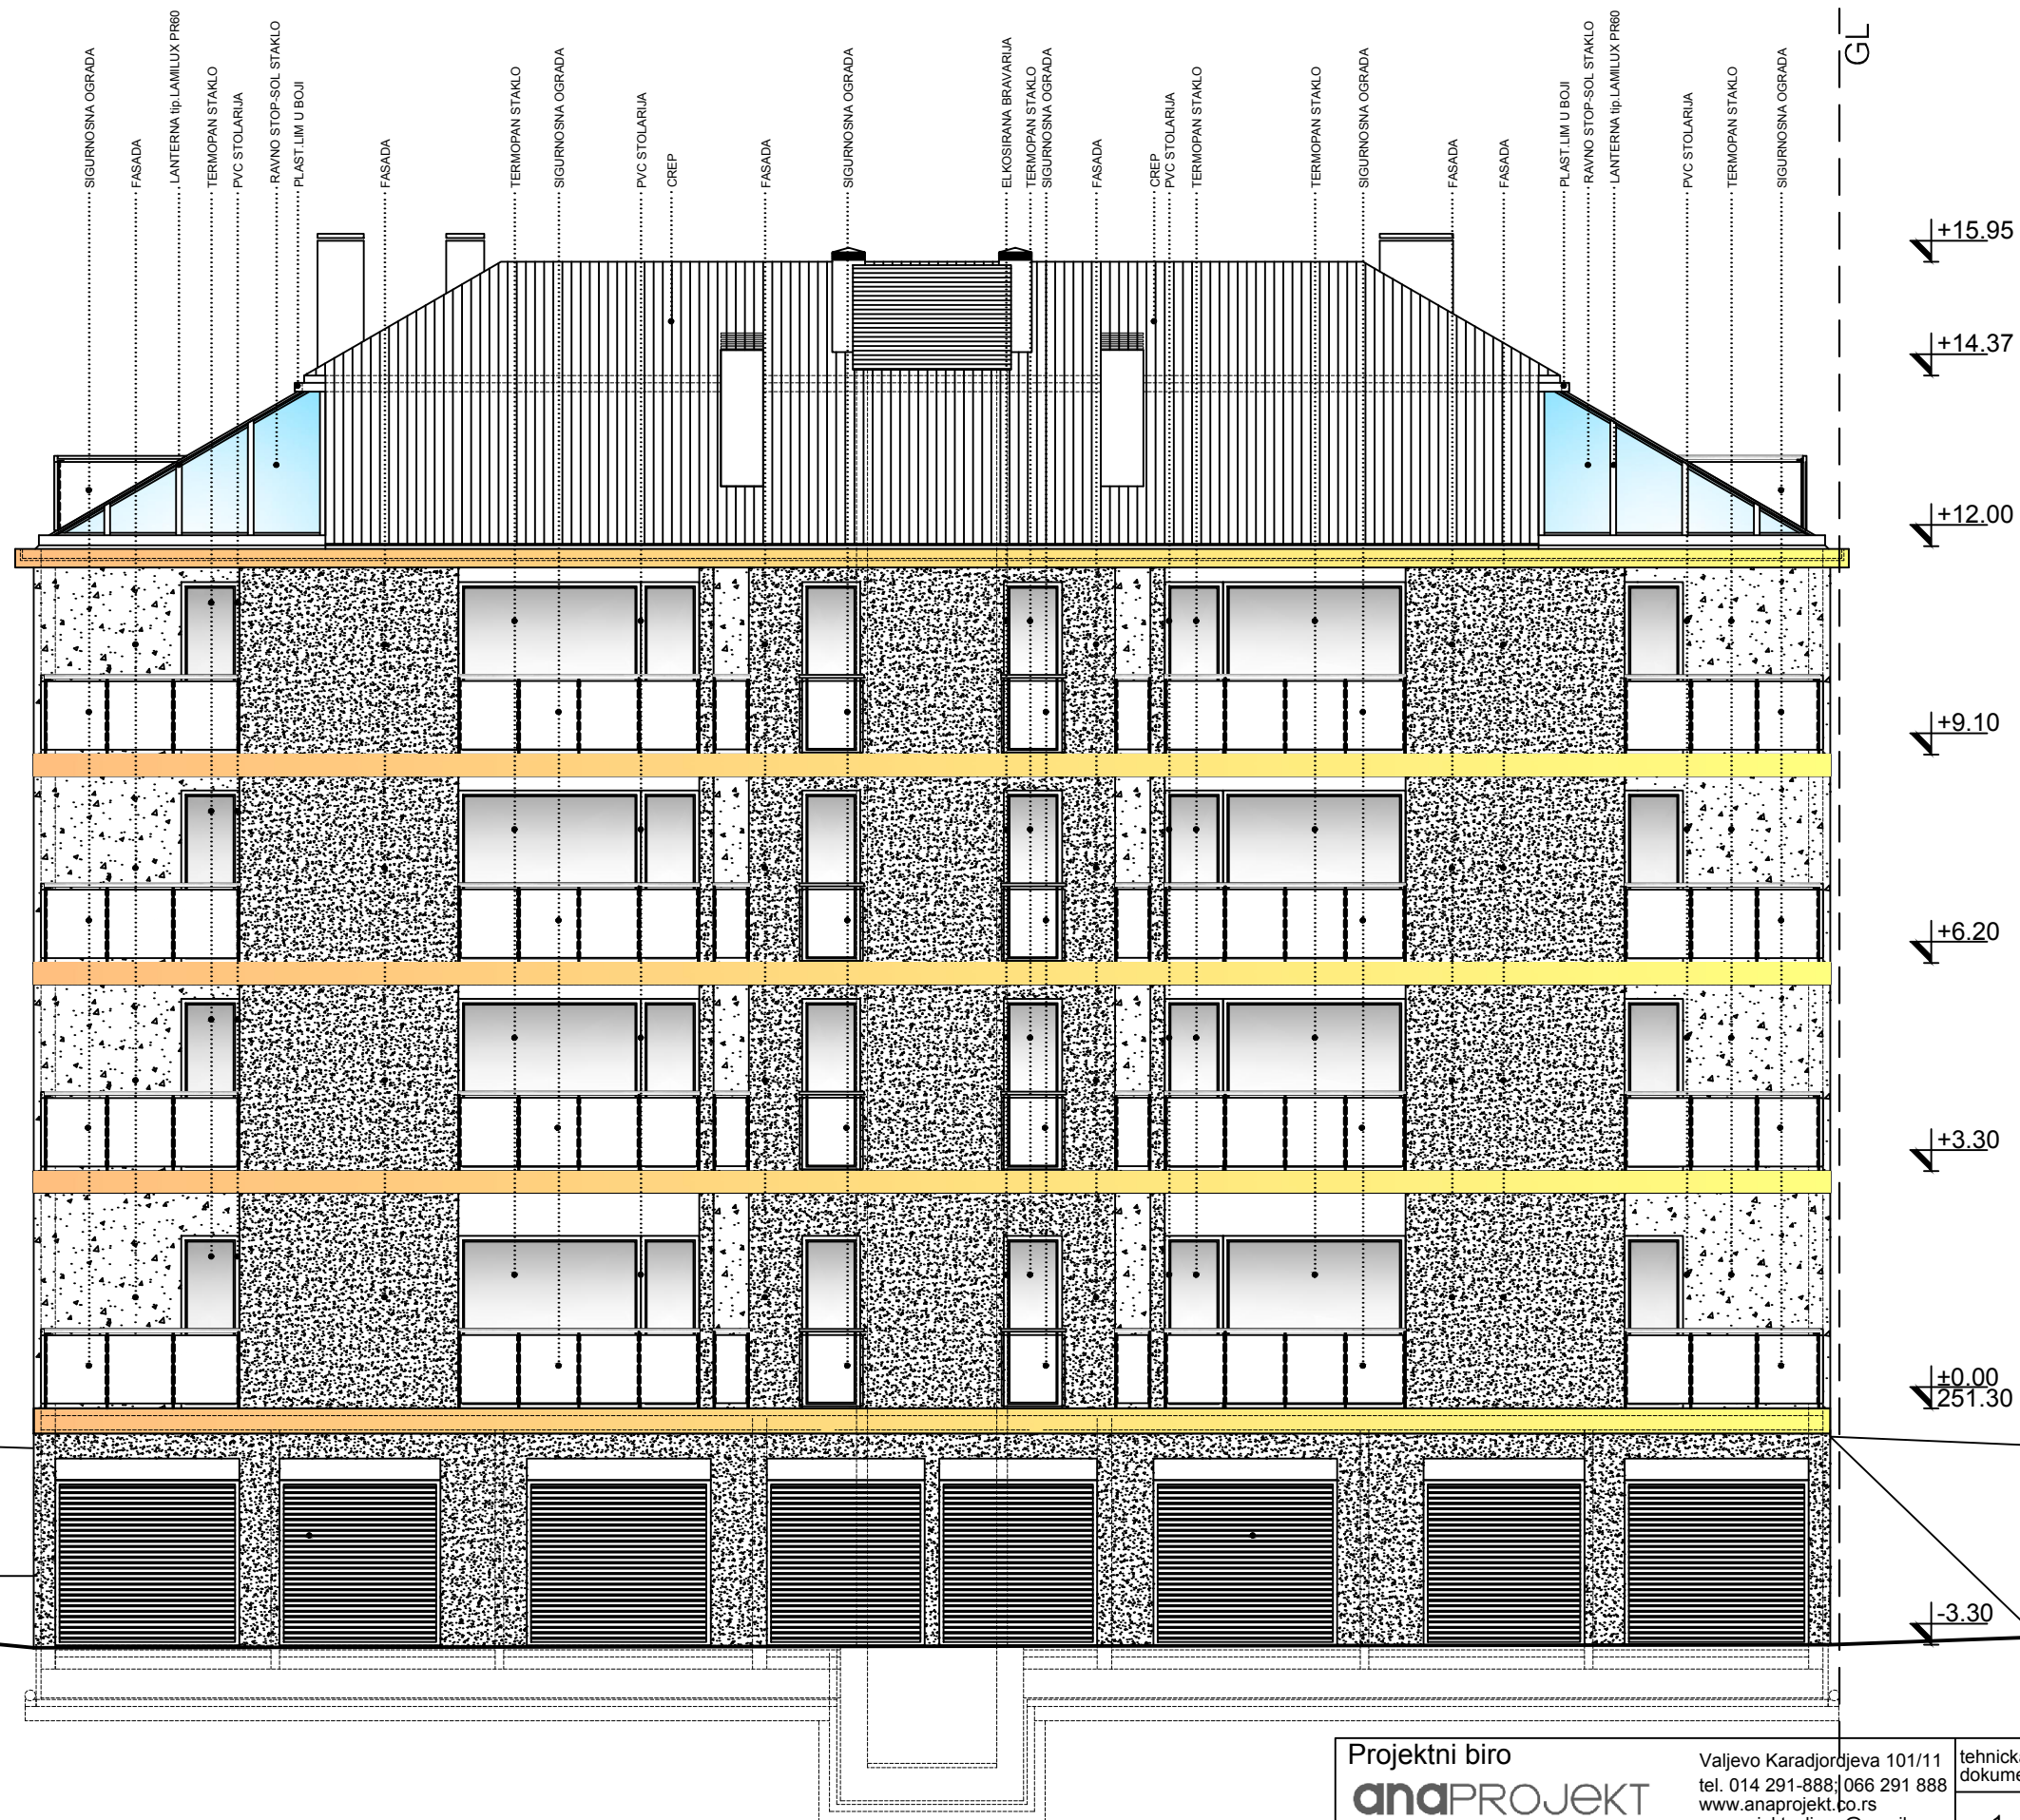 SIGURNOSNA OGRADA
FASADA
LANTERNA tip.LAMILUX PR60
TERMOPAN STAKLO
PVC STOLARIJA
RAVNO STOP-SOL STAKLO
PLAST.LIM U BOJI
FASADA
TERMOPAN STAKLO
SIGURNOSNA OGRADA
PVC STOLARIJA
CREP
FASADA
SIGURNOSNA OGRADA
ELKOSIRANA BRAVARIJA
TERMOPAN STAKLO
SIGURNOSNA OGRADA
FASADA
CREP
PVC STOLARIJA
TERMOPAN STAKLO
TERMOPAN STAKLO
SIGURNOSNA OGRADA
FASADA
FASADA
PLAST.LIM U BOJI
RAVNO STOP-SOL STAKLO
LANTERNA tip.LAMILUX PR60
PVC STOLARIJA
TERMOPAN STAKLO
SIGURNOSNA OGRADA
GL
+15.95
+14.37
+12.00
+9.10
+6.20
+3.30
±0.00
251.30
-3.30
Projektni biro
anaPROJEKT
Valjevo Karadjordjeva 101/11
tel. 014 291-888; 066 291 888
www.anaprojekt.co.rs